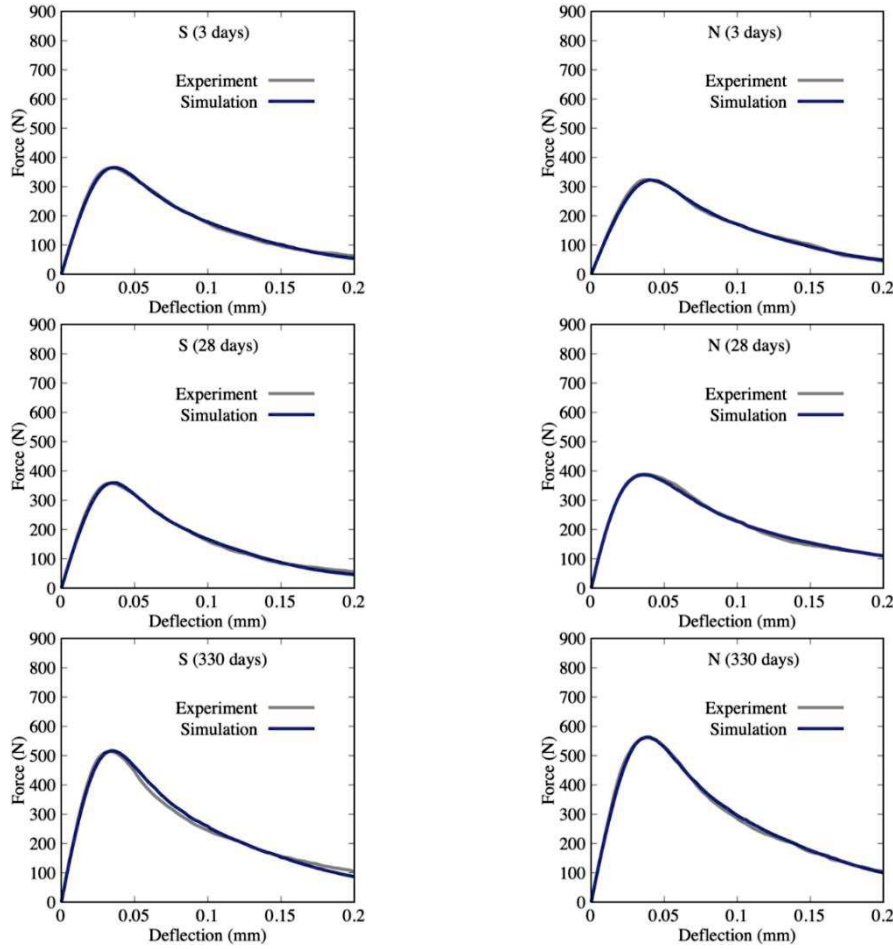 S (3 days)
Experiment
Simulation
Force (N)
900
800
700
600
500
400
300
200
100
0
0 0.05 0.1 0.15 0.2
Deflection (mm)
N (3 days)
Experiment
Simulation
Force (N)
900
800
700
600
500
400
300
200
100
0
0 0.05 0.1 0.15 0.2
Deflection (mm)
S (28 days)
Experiment
Simulation
Force (N)
900
800
700
600
500
400
300
200
100
0
0 0.05 0.1 0.15 0.2
Deflection (mm)
N (28 days)
Experiment
Simulation
Force (N)
900
800
700
600
500
400
300
200
100
0
0 0.05 0.1 0.15 0.2
Deflection (mm)
S (330 days)
Experiment
Simulation
Force (N)
900
800
700
600
500
400
300
200
100
0
0 0.05 0.1 0.15 0.2
Deflection (mm)
N (330 days)
Experiment
Simulation
Force (N)
900
800
700
600
500
400
300
200
100
0
0 0.05 0.1 0.15 0.2
Deflection (mm)